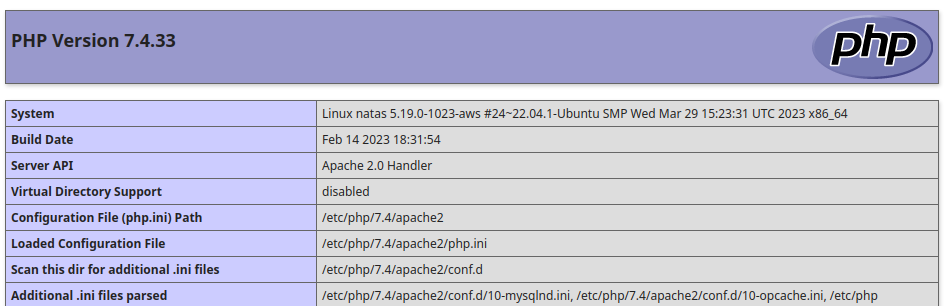 PHP Version 7.4.33
php
System Linux natas 5.19.0-1023-aws #24~22.04.1-Ubuntu SMP Wed Mar 29 15:23:31 UTC 2023 x86_64
Build Date Feb 14 2023 18:31:54
Server API Apache 2.0 Handler
Virtual Directory Support disabled
Configuration File (php.ini) Path /etc/php/7.4/apache2
Loaded Configuration File /etc/php/7.4/apache2/php.ini
Scan this dir for additional .ini files /etc/php/7.4/apache2/conf.d
Additional .ini files parsed /etc/php/7.4/apache2/conf.d/10-mysqlnd.ini, /etc/php/7.4/apache2/conf.d/10-opcache.ini, /etc/php